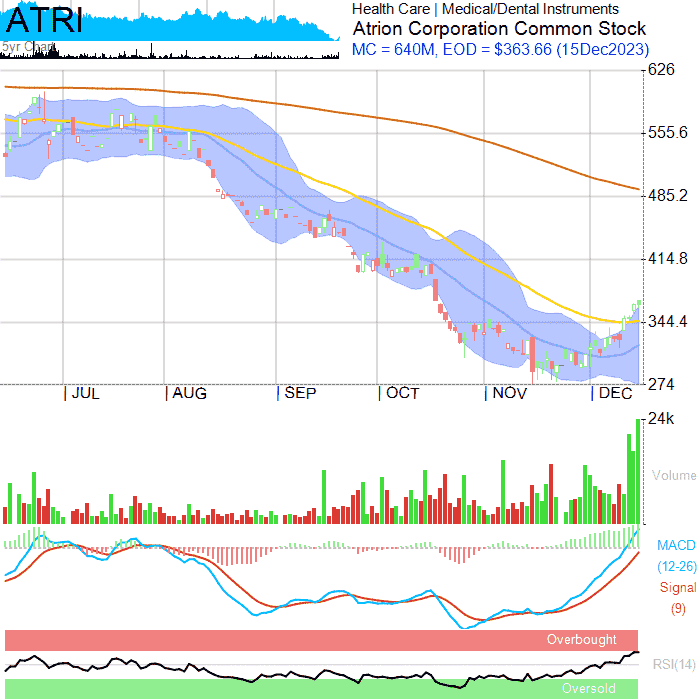 ATRI
5yr Chart
Health Care | Medical/Dental Instruments
Atrion Corporation Common Stock
MC = 640M, EOD = $363.66 (15Dec2023)
626
555.6
485.2
414.8
344.4
274
JUL AUG SEP OCT NOV DEC
24k
Volume
MACD
(12-26)
Signal
(9)
Overbought
RSI(14)
Oversold